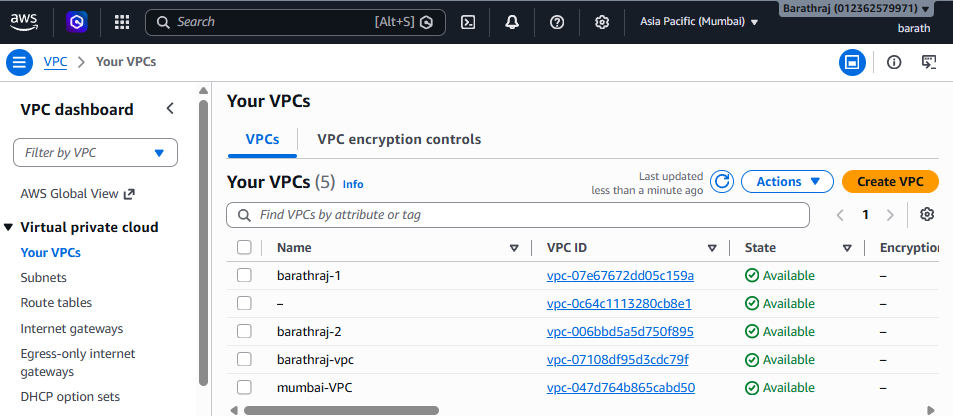 aws
Search [Alt+S]
Asia Pacific (Mumbai) ▼
Barathraj (012362579971) ▼
barath
VPC > Your VPCs
VPC dashboard
Filter by VPC
AWS Global View
Virtual private cloud
Your VPCs
Subnets
Route tables
Internet gateways
Egress-only internet
gateways
DHCP option sets
Your VPCs
VPCs
VPC encryption controls
Your VPCs (5) Info
Last updated
less than a minute ago
Actions ▼
Create VPC
Find VPCs by attribute or tag
1
Name VPC ID State Encryption
barathraj-1 vpc-07e67672dd05c159a Available –
– vpc-0c64c1113280cb8e1 Available –
barathraj-2 vpc-006bbd5a5d750f895 Available –
barathraj-vpc vpc-07108df95d3cdc79f Available –
mumbai-VPC vpc-047d764b865cabd50 Available –